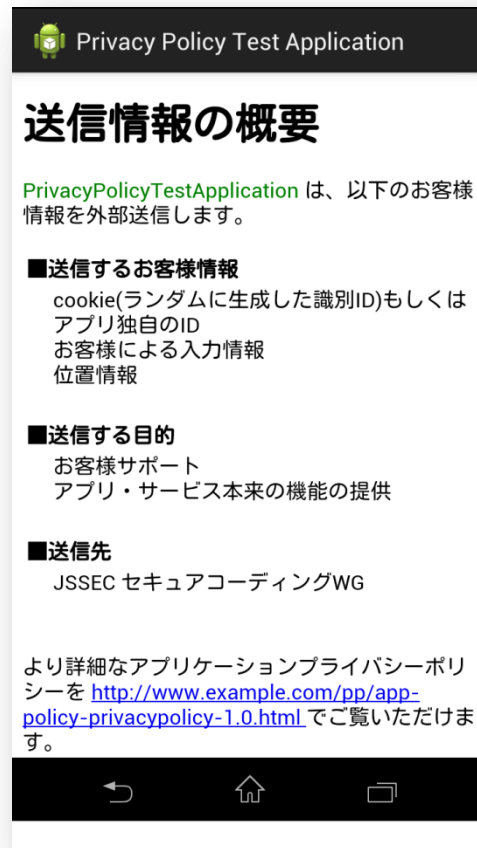 Privacy Policy Test Application
送信情報の概要
PrivacyPolicyTestApplication は、以下のお客様
情報を外部送信します。
■送信するお客様情報
cookie(ランダムに生成した識別ID)もしくは
アプリ独自のID
お客様による入力情報
位置情報
■送信する目的
お客様サポート
アプリ・サービス本来の機能の提供
■送信先
JSSEC セキュアコーディングWG
より詳細なアプリケーションプライバシーポリ
シーを http://www.example.com/pp/app-
policy-privacypolicy-1.0.html でご覧いただけま
す。